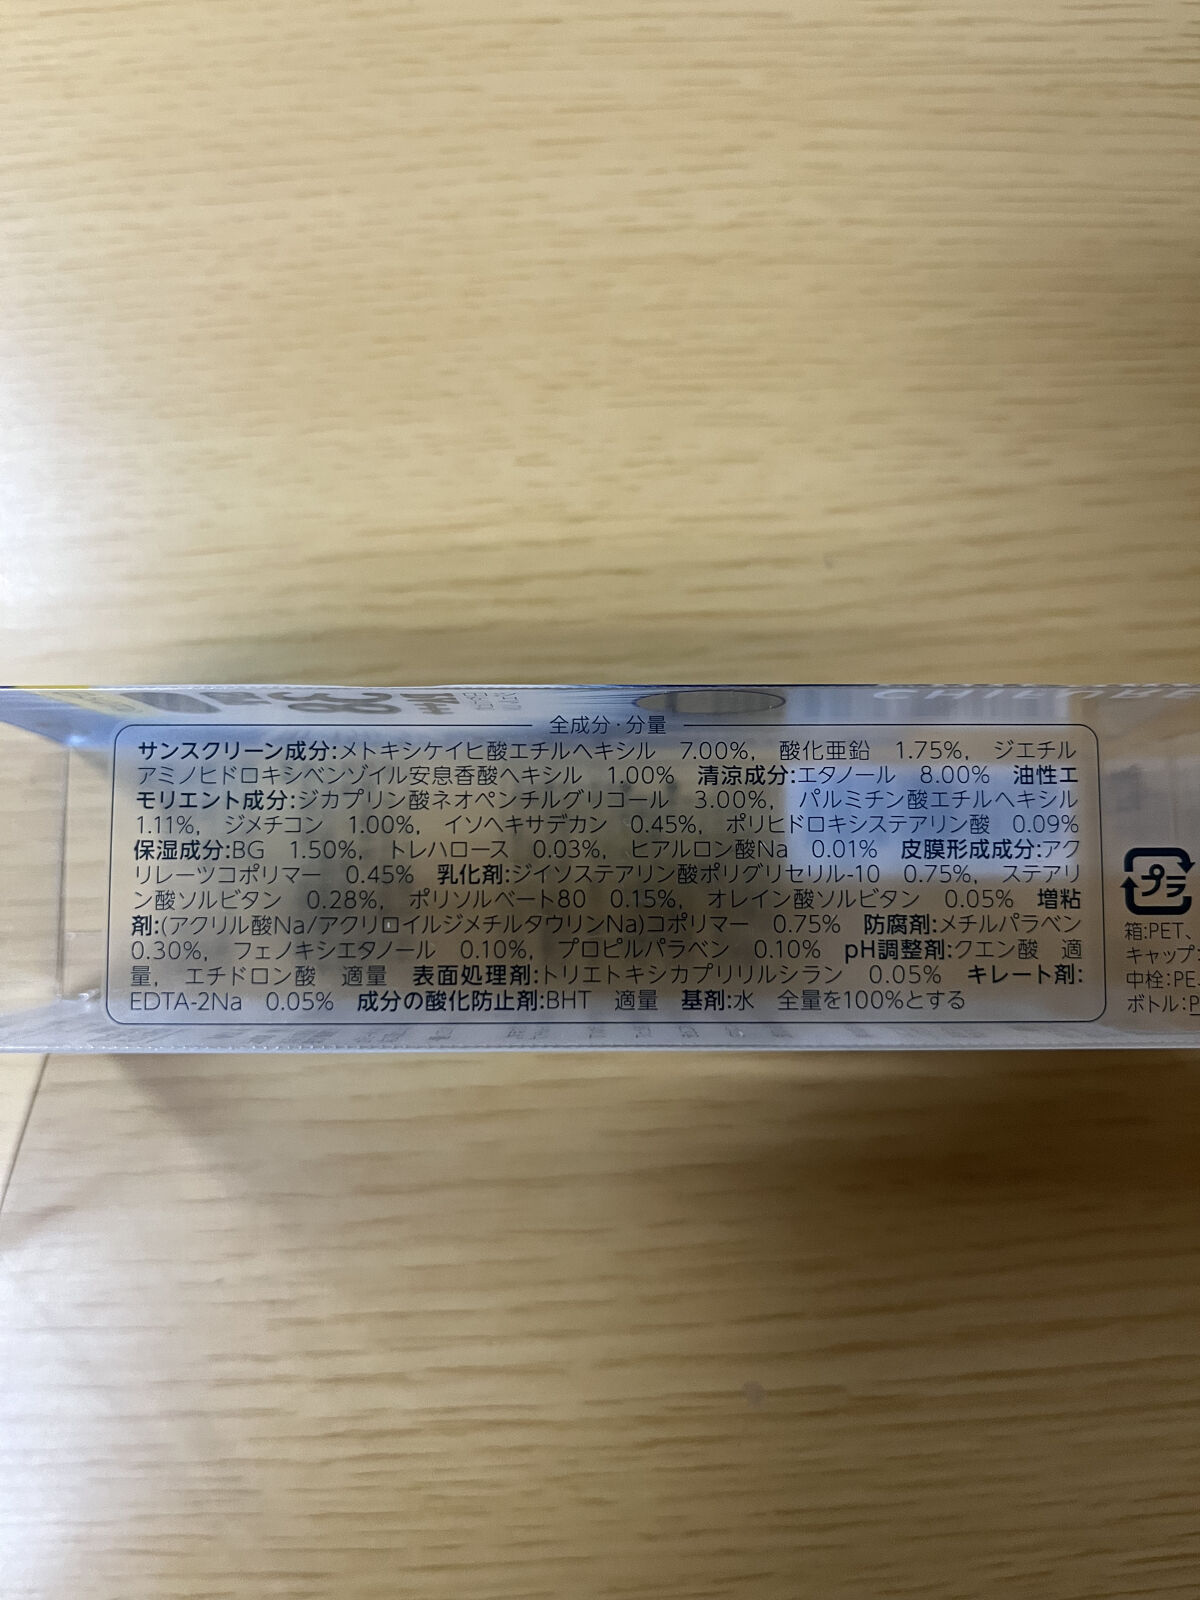 38
全成分・分量
サンスクリーン成分:メトキシケイヒ酸エチルヘキシル 7.00%, 酸化亜鉛 1.75%, ジエチル
アミノヒドロキシベンゾイル安息香酸ヘキシル 1.00% 清涼成分:エタノール 8.00% 油性エ
モリエント成分:ジカプリン酸ネオペンチルグリコール 3.00%, パルミチン酸エチルヘキシル
1.11%, ジメチコン 1.00%, イソヘキサデカン 0.45%, ポリヒドロキシステアリン酸 0.09%
保湿成分:BG 1.50%, トレハロース 0.03%, ヒアルロン酸Na 0.01% 皮膜形成成分:アク
リレーツコポリマー 0.45% 乳化剤:ジイソステアリン酸ポリグリセリル-10 0.75%, ステアリ
ン酸ソルビタン 0.28%, ポリソルベート80 0.15%, オレイン酸ソルビタン 0.05% 増粘
剤:(アクリル酸Na/アクリロイルジメチルタウリンNa)コポリマー 0.75% 防腐剤:メチルパラベン
0.30%, フェノキシエタノール 0.10%, プロピルパラベン 0.10% pH調整剤:クエン酸 適
量, エチドロン酸 適量 表面処理剤:トリエトキシカプリリルシラン 0.05% キレート剤:
EDTA-2Na 0.05% 成分の酸化防止剤:BHT 適量 基剤:水 全量を100%とする
プラ
箱:PET、
キャップ:
中栓:PE、
ボトル:P